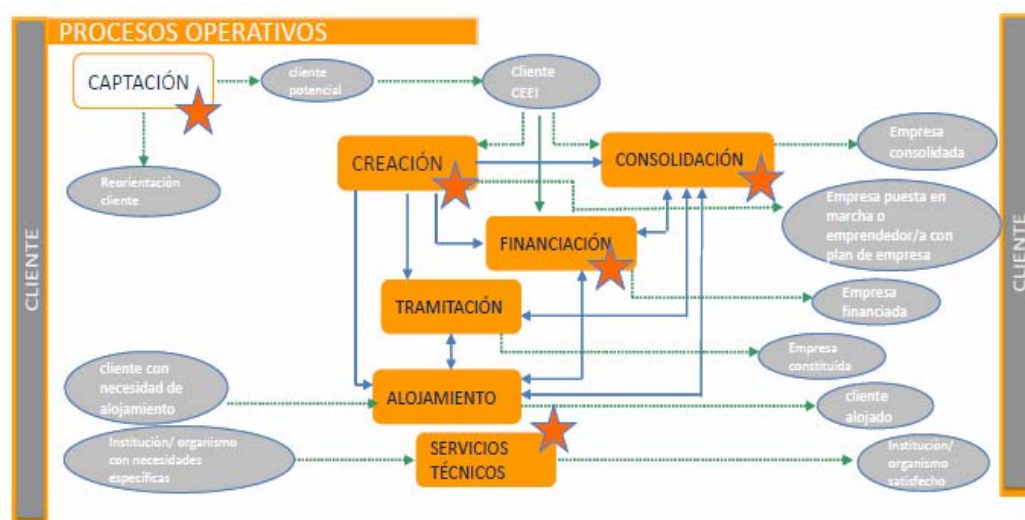 PROCESOS OPERATIVOS
CLIENTE
CLIENTE
CAPTACIÓN
cliente
potencial
Cliente
CEEI
Reorientación
cliente
CREACIÓN
CONSOLIDACIÓN
Empresa
consolidada
Empresa puesta en
marcha o
emprendedor/a con
plan de empresa
FINANCIACIÓN
Empresa
financiada
TRAMITACIÓN
Empresa
constituida
cliente con
necesidad de
alojamiento
ALOJAMIENTO
cliente
alojado
Institución/ organismo
con necesidades
específicas
SERVICIOS
TÉCNICOS
Institución/
organismo
satisfecho